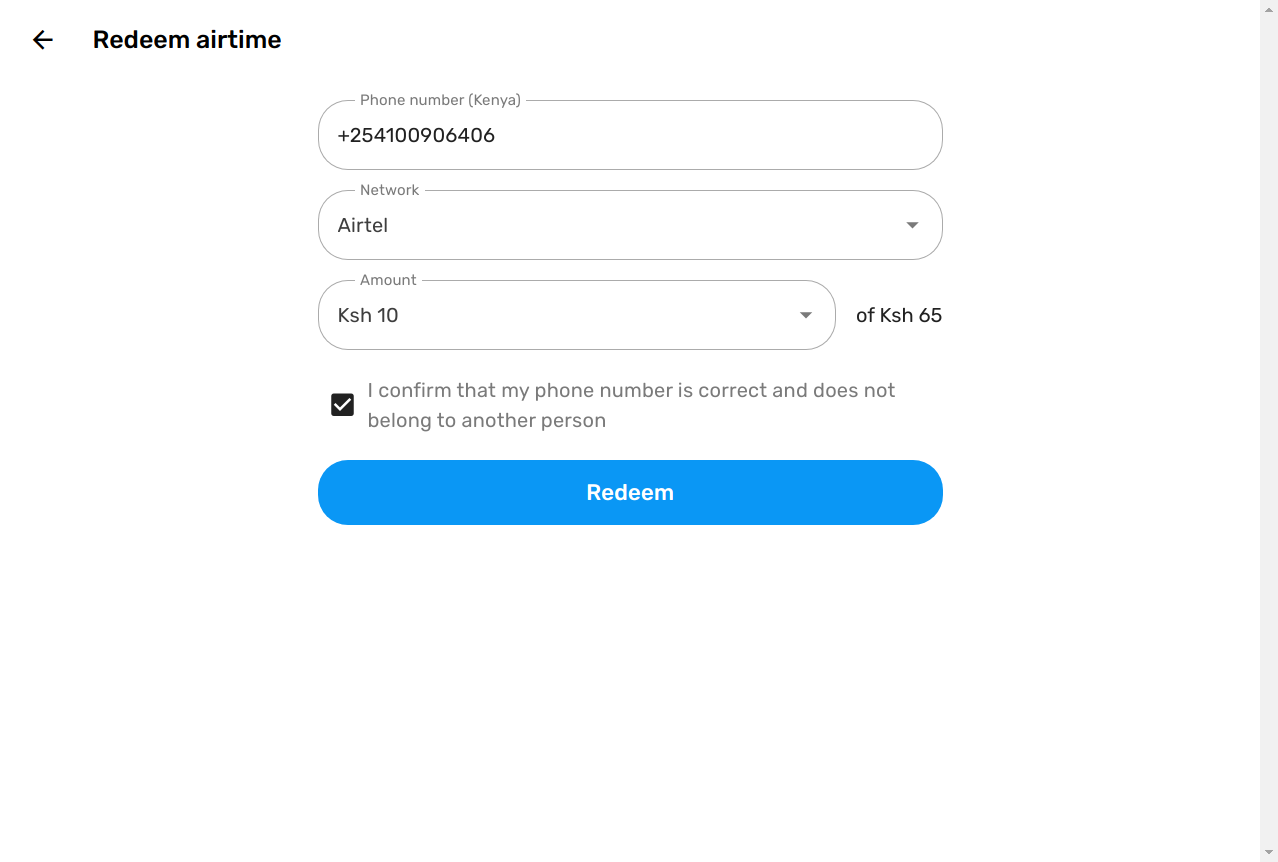 Redeem airtime
Phone number (Kenya)
+254100906406
Network
Airtel
Amount
Ksh 10
of Ksh 65
I confirm that my phone number is correct and does not
belong to another person
Redeem